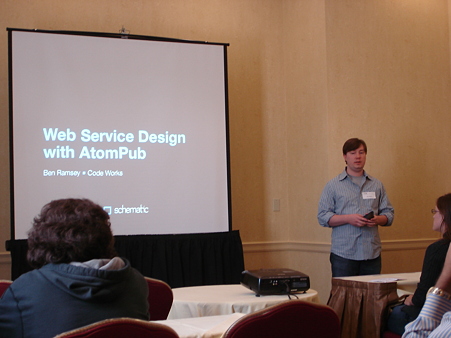 Web Service Design
with AtomPub
Ben Ramsey • Code Works
schematic